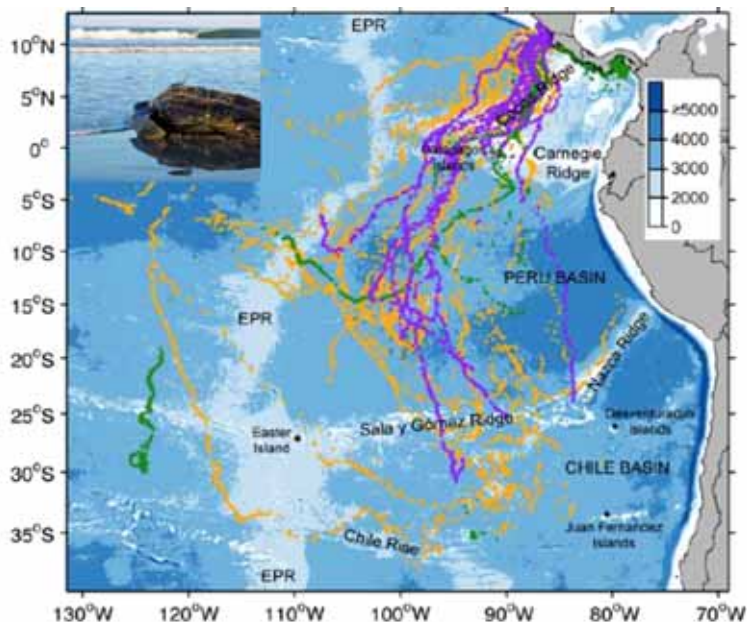 10°N
5°N
0°
5°S
10°S
15°S
20°S
25°S
30°S
35°S
130°W
120°W
110°W
100°W
90°W
80°W
70°W
EPR
Cocos Ridge
Islands
Carnegie
Ridge
≥5000
4000
3000
2000
0
PERU BASIN
EPR
Nazca Ridge
Sala y Gómez Ridge
Easter
Island
Desventuradas
Islands
CHILE BASIN
Juan Fernandez
Islands
Chile Rise
EPR